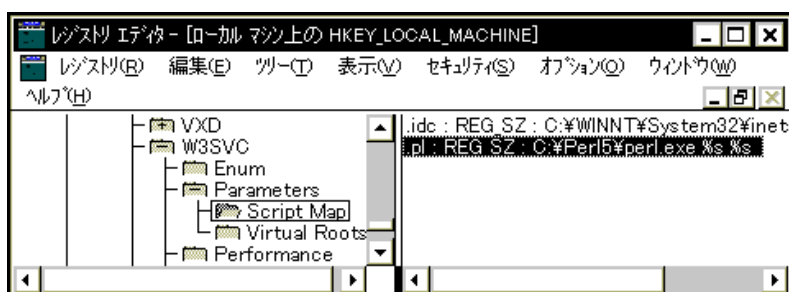 レジストリ エディタ - [ローカル マシン上の HKEY_LOCAL_MACHINE]
レジストリ(R) 編集(E) ツリー(T) 表示(V) セキュリティ(S) オプション(O) ウィンドウ(W)
ヘルプ(H)
VXD
W3SVC
Enum
Parameters
Script Map
Virtual Roots
Performance
.idc : REG_SZ : C:¥WINNT¥System32¥inet
.pl : REG_SZ : C:¥Perl5¥perl.exe %s %s